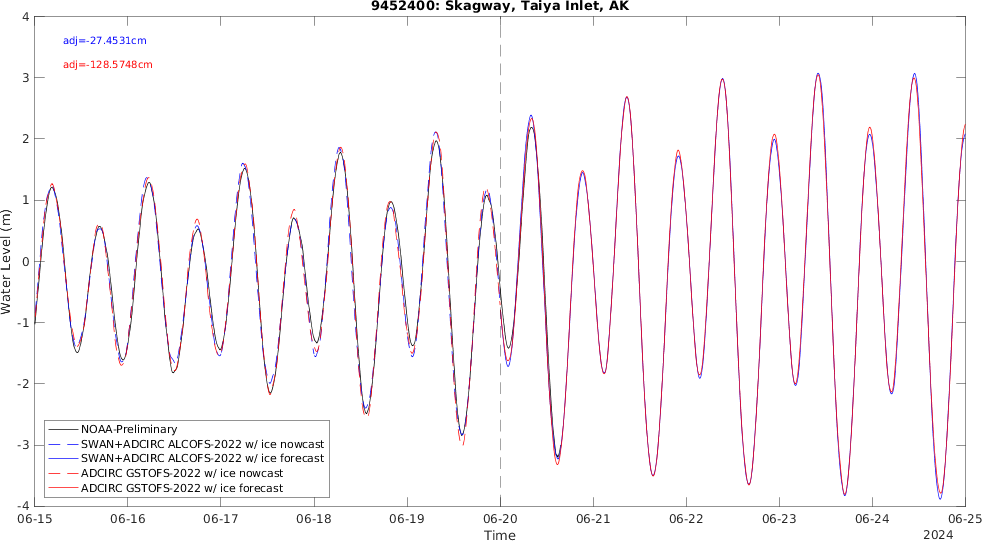 9452400: Skagway, Taiya Inlet, AK
4
adj=-27.4531cm
adj=-128.5748cm
3
2
1
0
-1
-2
-3
-4
Water Level (m)
NOAA-Preliminary
SWAN+ADCIRC ALCOFS-2022 w/ ice nowcast
SWAN+ADCIRC ALCOFS-2022 w/ ice forecast
ADCIRC GSTOFS-2022 w/ ice nowcast
ADCIRC GSTOFS-2022 w/ ice forecast
06-15 06-16 06-17 06-18 06-19 06-20 06-21 06-22 06-23 06-24 06-25
Time
2024